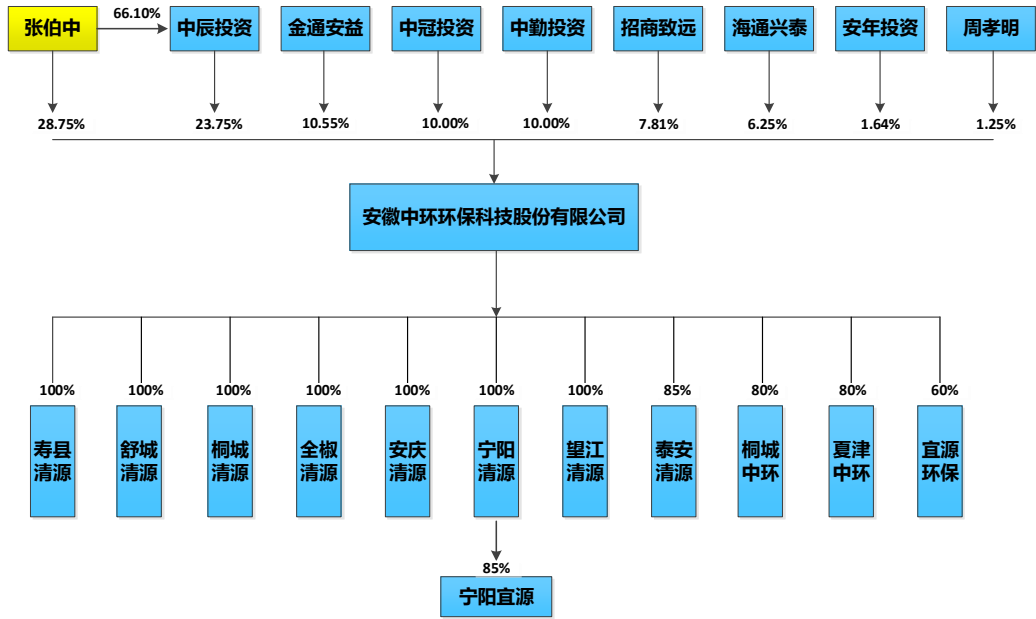 66.10%
张伯中
中辰投资
金通安益
中冠投资
中勤投资
招商致远
海通兴泰
安年投资
周孝明
28.75%
23.75%
10.55%
10.00%
10.00%
7.81%
6.25%
1.64%
1.25%
安徽中环环保科技股份有限公司
100%
100%
100%
100%
100%
100%
100%
85%
80%
80%
60%
寿县
清源
舒城
清源
桐城
清源
全椒
清源
安庆
清源
宁阳
清源
望江
清源
泰安
清源
桐城
中环
夏津
中环
宜源
环保
85%
宁阳宜源